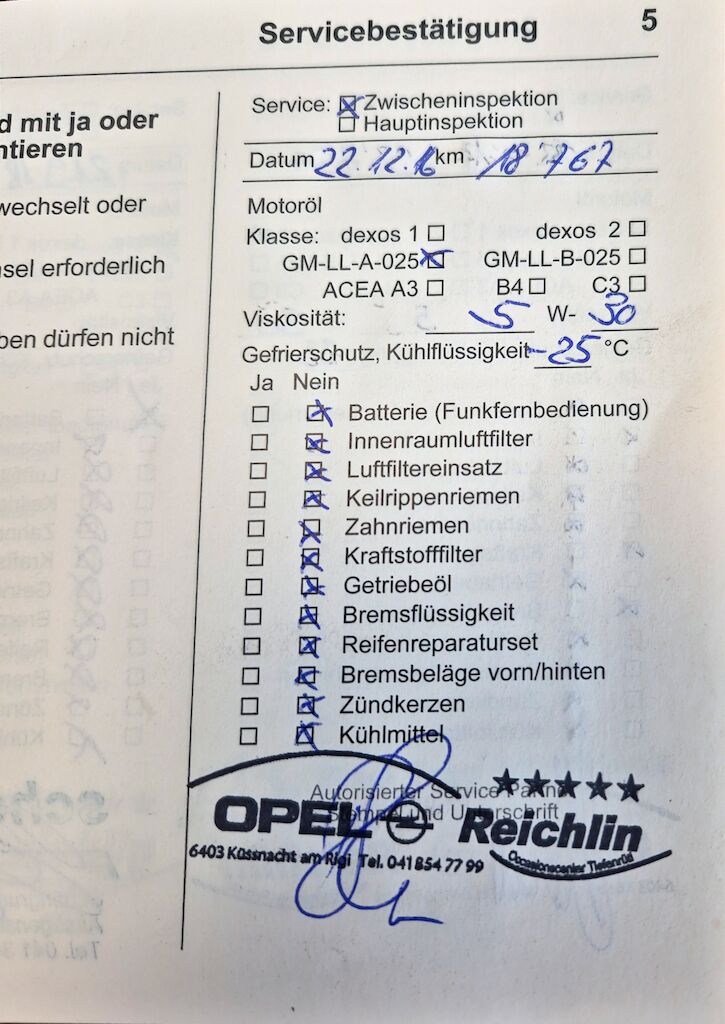 Servicebestätigung 5
d mit ja oder
ntieren
wechselt oder
sel erforderlich
ben dürfen nicht
Service: Zwischeninspektion
Hauptinspektion
Datum 22.12.16 km 18'767
Motoröl
Klasse: dexos 1 dexos 2
GM-LL-A-025 GM-LL-B-025
ACEA A3 B4 C3
Viskosität: 5 W- 30
Gefrierschutz, Kühlflüssigkeit -25 °C
Ja Nein
Batterie (Funkfernbedienung)
Innenraumluftfilter
Luftfiltereinsatz
Keilrippenriemen
Zahnriemen
Kraftstofffilter
Getriebeöl
Bremsflüssigkeit
Reifenreparaturset
Bremsbeläge vorn/hinten
Zündkerzen
Kühlmittel
Autorisierter Service Partner
Stempel und Unterschrift
OPEL Reichlin
6403 Küssnacht am Rigi Tel. 041 854 77 99
Occasionscenter Tiefenrüti